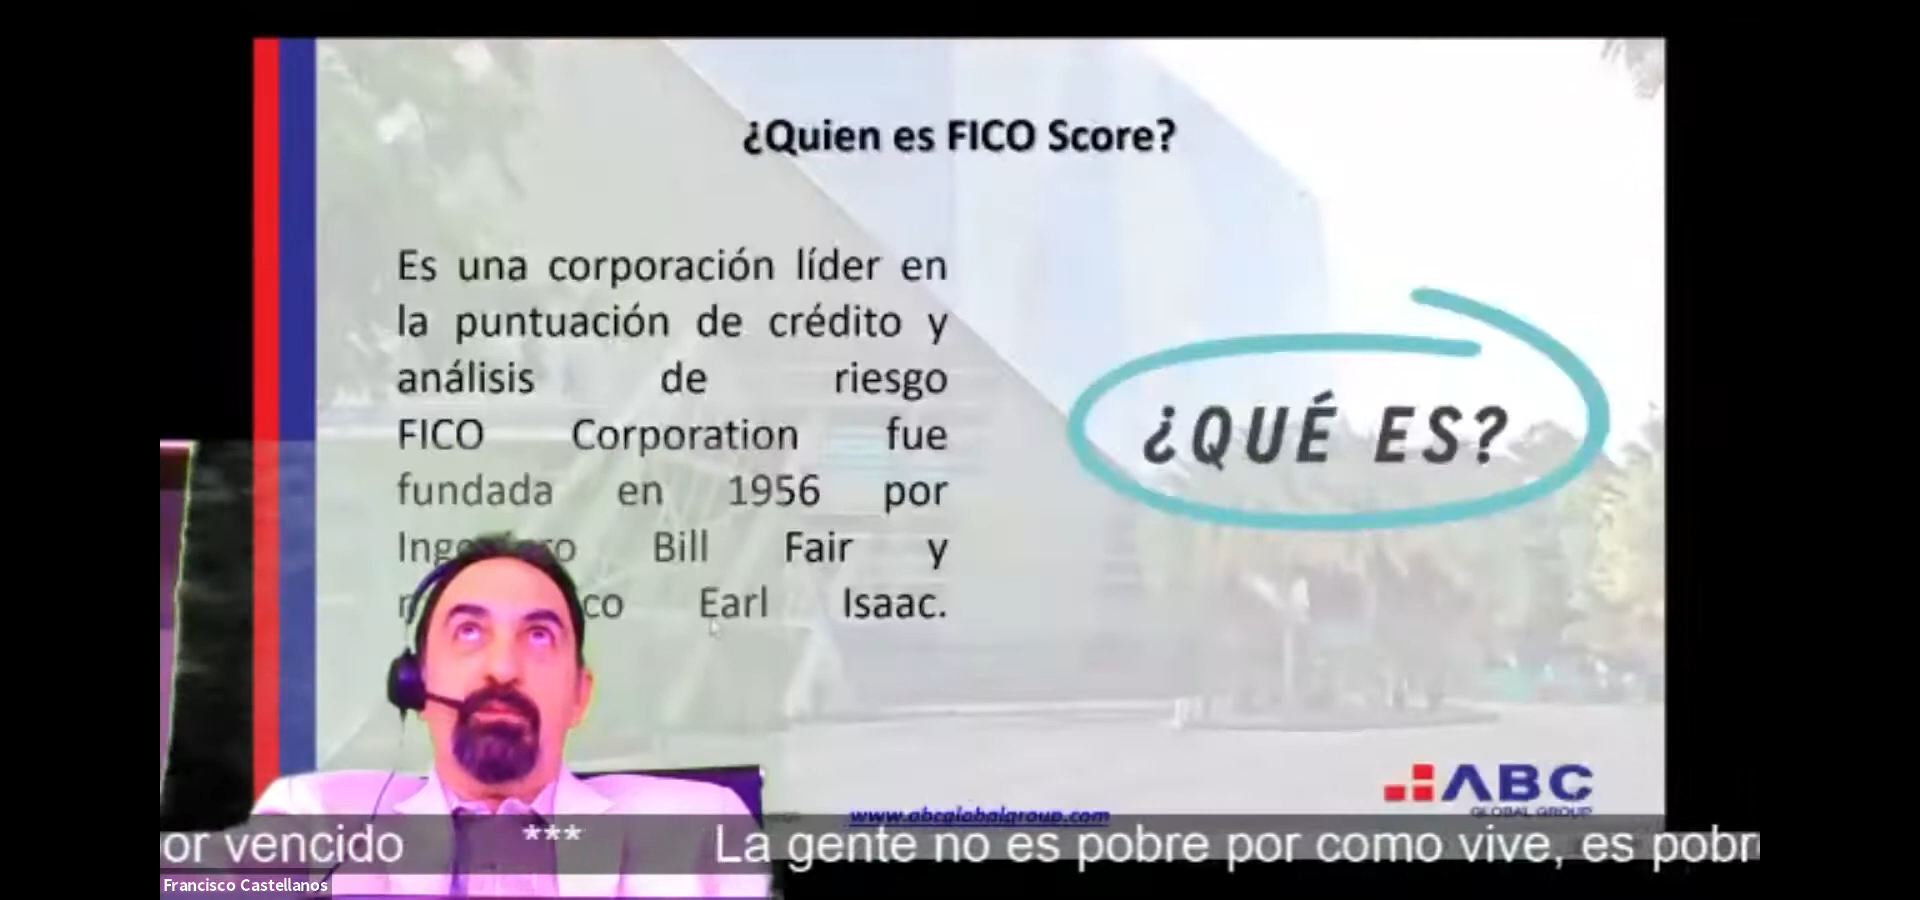 ¿Quien es FICO Score?
Es una corporación líder en
la puntuación de crédito y
análisis de riesgo
FICO Corporation fue
fundada en 1956 por
Bill Fair y
Earl Isaac.
¿QUÉ ES?
ABC
GLOBAL GROUP
www.abcglobalgroup.com
or vencido *** La gente no es pobre por como vive, es pobr
Francisco Castellanos